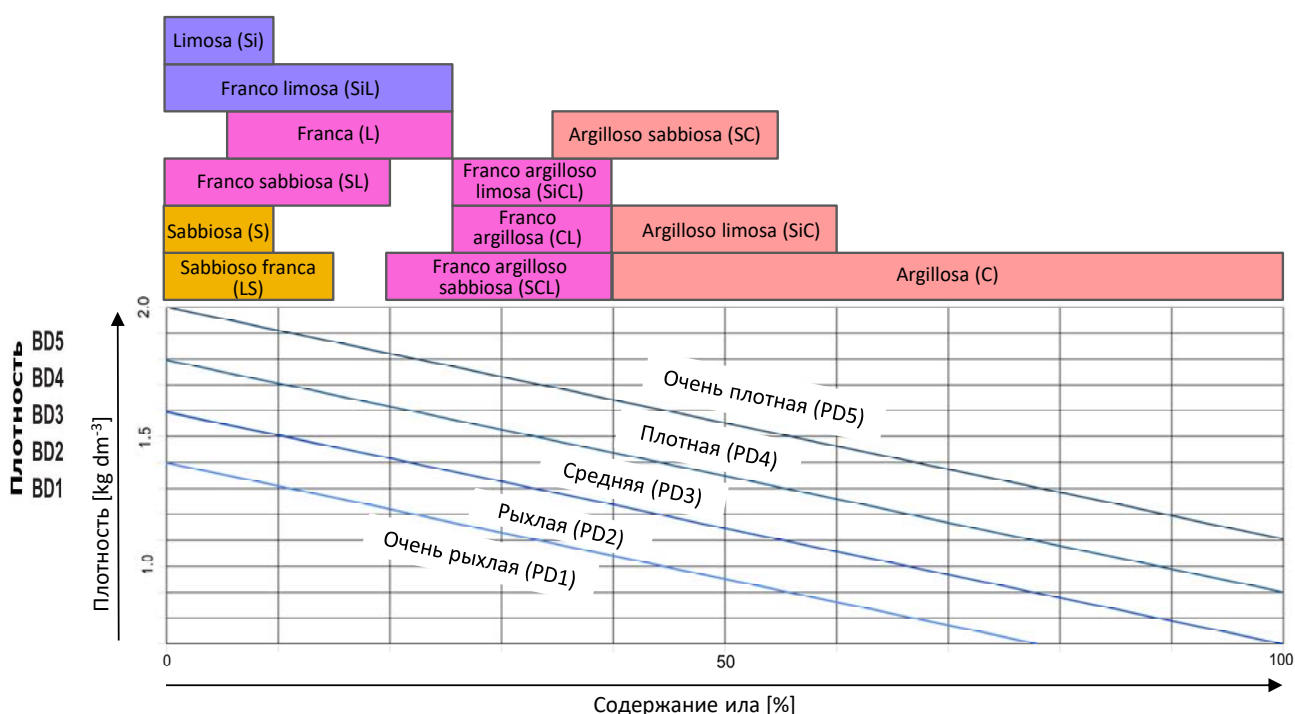 Limosa (Si)
Franco limosa (SiL)
Franca (L)
Argilloso sabbiosa (SC)
Franco sabbiosa (SL)
Franco argilloso
limosa (SiCL)
Sabbiosa (S)
Franco
argillosa (CL)
Argilloso limosa (SiC)
Sabbioso franca
(LS)
Franco argilloso
sabbiosa (SCL)
Argillosa (C)
Плотность
BD5
BD4
BD3
BD2
BD1
Плотность [kg dm-³]
2.0
1.5
1.0
Очень плотная (PD5)
Плотная (PD4)
Средняя (PD3)
Рыхлая (PD2)
Очень рыхлая (PD1)
0
50
100
Содержание ила [%]